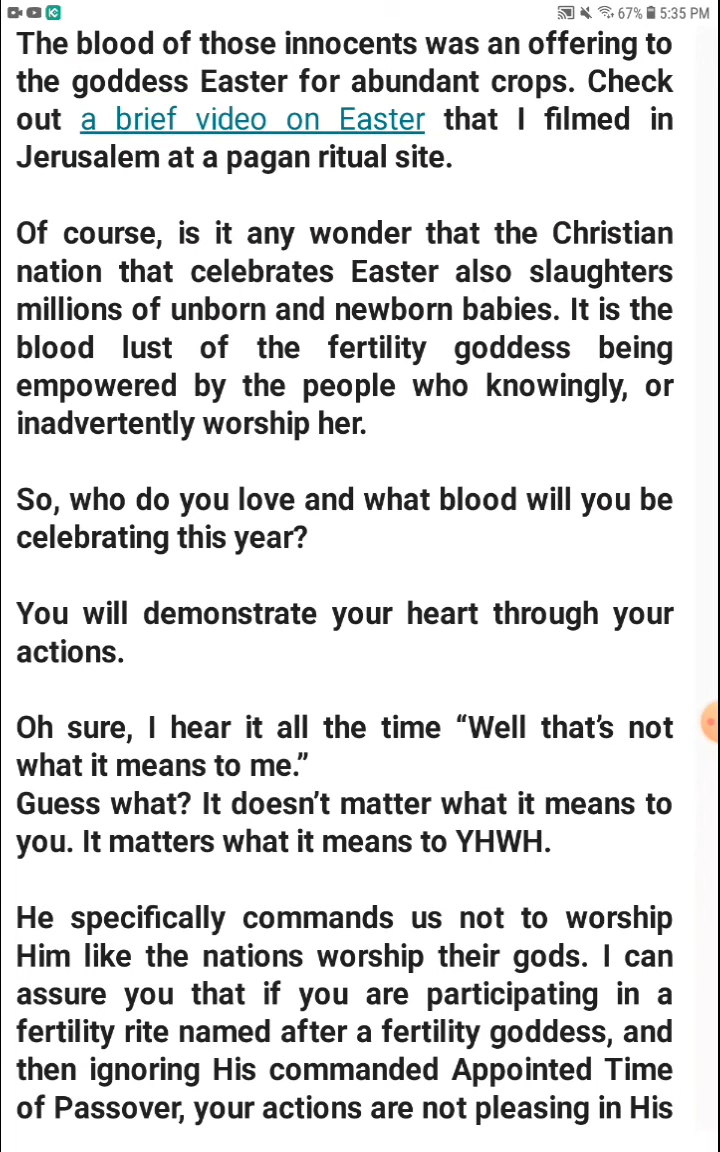 67% 5:35 PM
The blood of those innocents was an offering to
the goddess Easter for abundant crops. Check
out a brief video on Easter that I filmed in
Jerusalem at a pagan ritual site.
Of course, is it any wonder that the Christian
nation that celebrates Easter also slaughters
millions of unborn and newborn babies. It is the
blood lust of the fertility goddess being
empowered by the people who knowingly, or
inadvertently worship her.
So, who do you love and what blood will you be
celebrating this year?
You will demonstrate your heart through your
actions.
Oh sure, I hear it all the time “Well that’s not
what it means to me.”
Guess what? It doesn’t matter what it means to
you. It matters what it means to YHWH.
He specifically commands us not to worship
Him like the nations worship their gods. I can
assure you that if you are participating in a
fertility rite named after a fertility goddess, and
then ignoring His commanded Appointed Time
of Passover, your actions are not pleasing in His